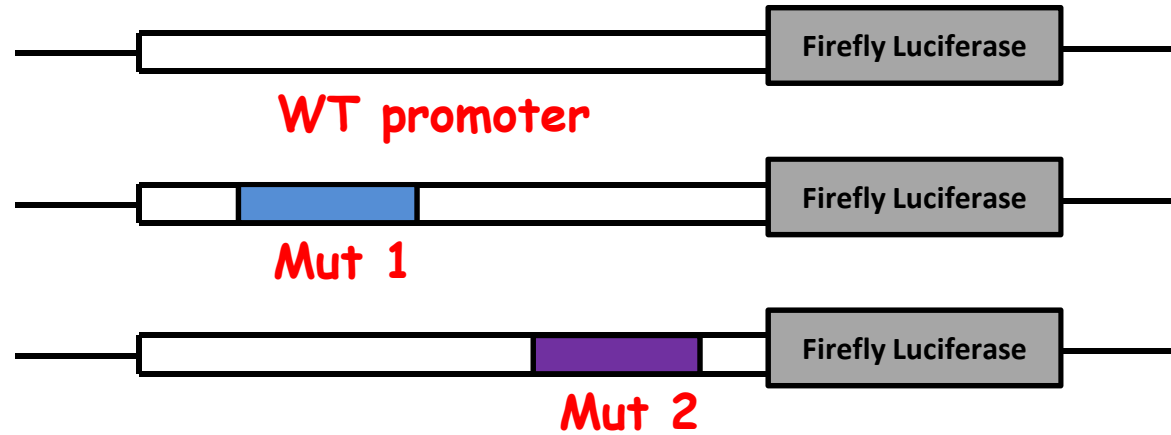 Firefly Luciferase
WT promoter
Firefly Luciferase
Mut 1
Firefly Luciferase
Mut 2